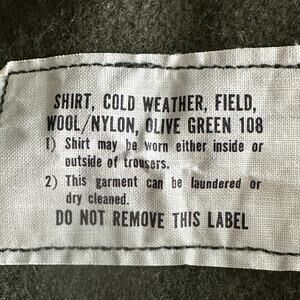 SHIRT, COLD WEATHER, FIELD,
WOOL/NYLON, OLIVE GREEN 108
1) Shirt may be worn either inside or
outside of trousers.
2) This garment can be laundered or
dry cleaned.
DO NOT REMOVE THIS LABEL